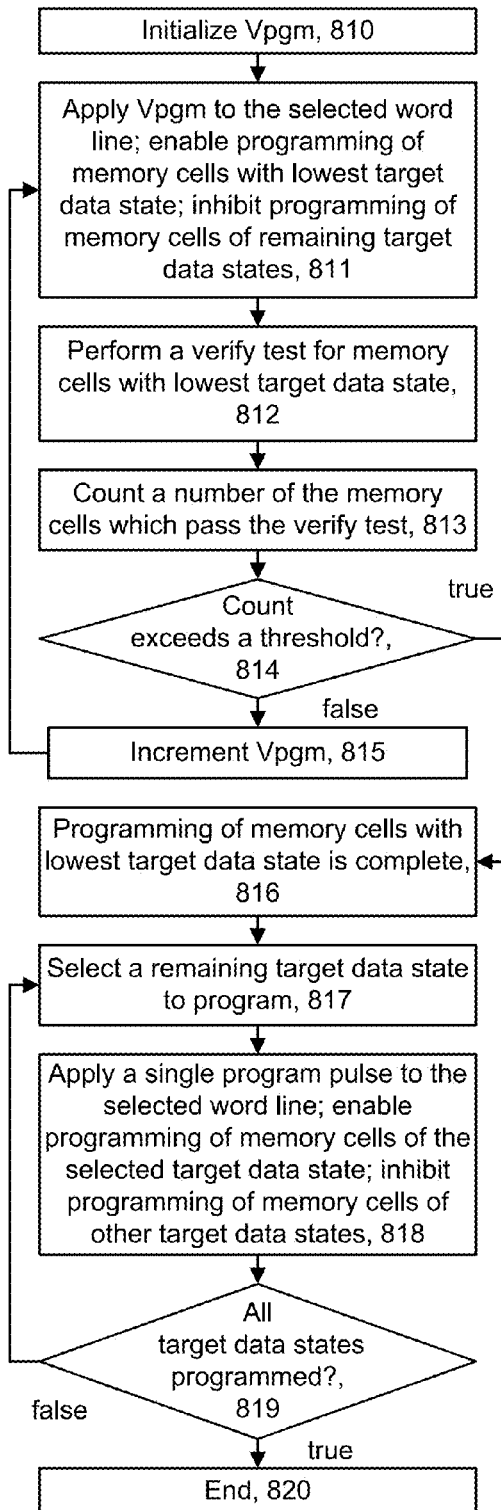 Initialize Vpgm, 810
Apply Vpgm to the selected word
line; enable programming of
memory cells with lowest target
data state; inhibit programming of
memory cells of remaining target
data states, 811
Perform a verify test for memory
cells with lowest target data state,
812
Count a number of the memory
cells which pass the verify test, 813
true
Count
exceeds a threshold?,
814
false
Increment Vpgm, 815
Programming of memory cells with
lowest target data state is complete,
816
Select a remaining target data state
to program, 817
Apply a single program pulse to the
selected word line; enable
programming of memory cells of the
selected target data state; inhibit
programming of memory cells of
other target data states, 818
All
target data states
programmed?,
819
false
true
End, 820